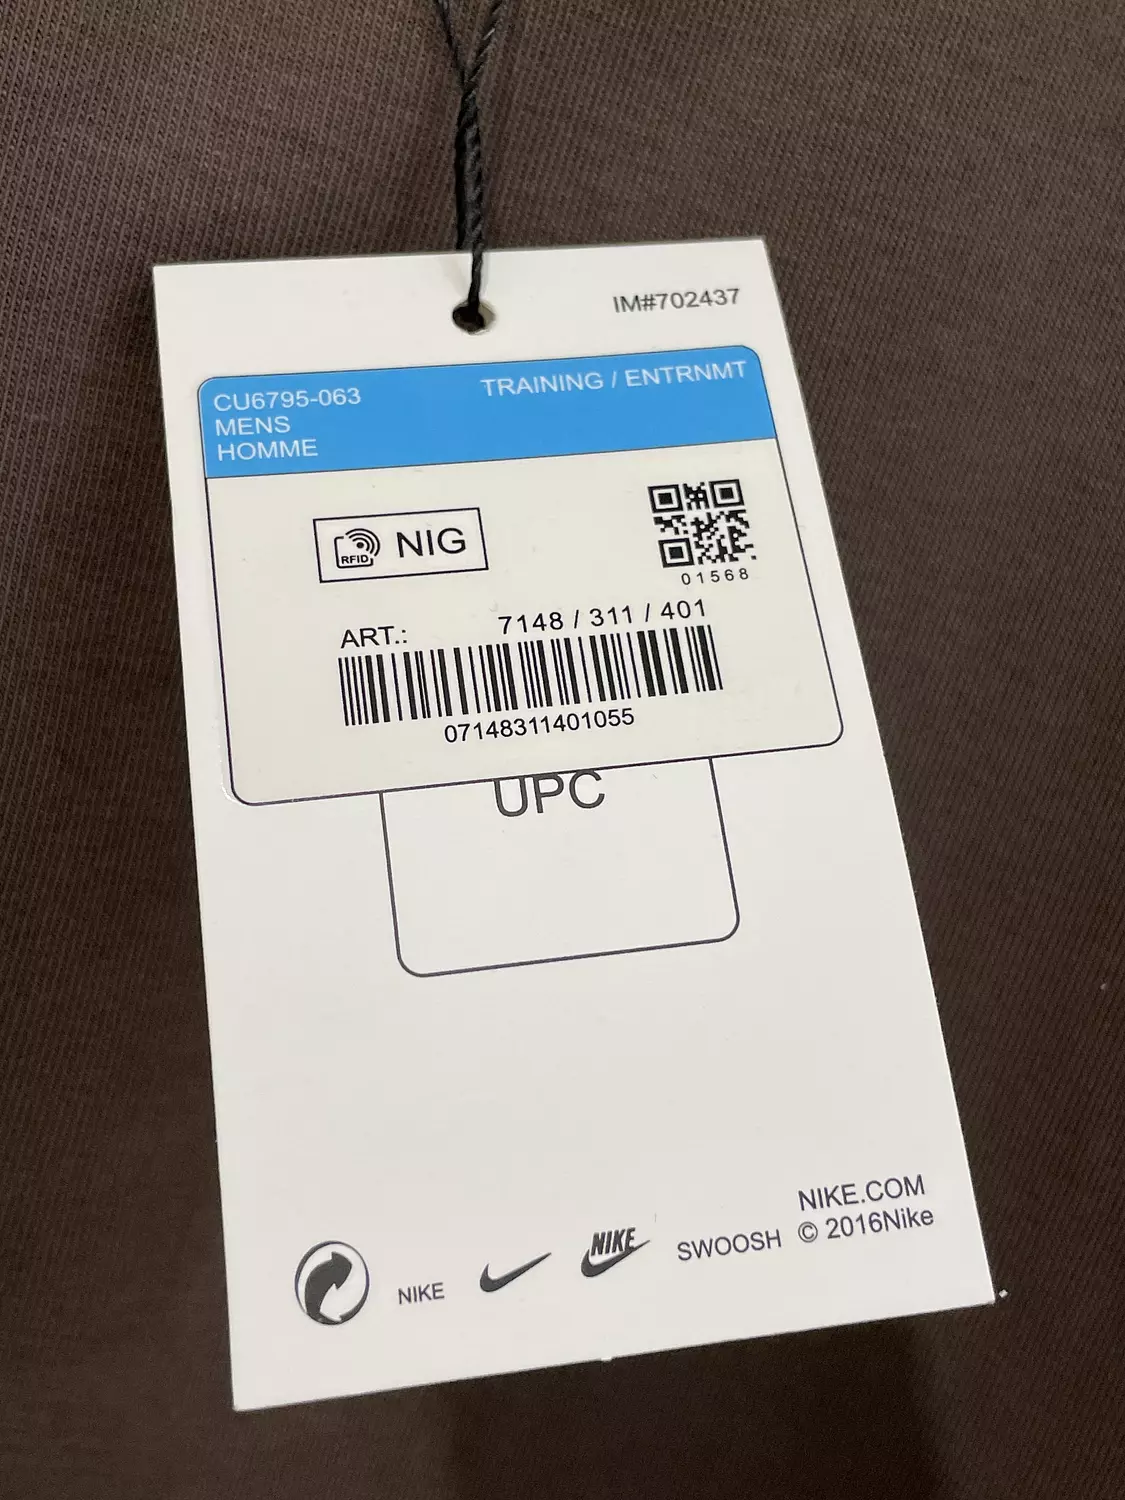 IM#702437
CU6795-063
TRAINING / ENTRNMT
MENS
HOMME
RFID NIG
01568
ART.: 7148 / 311 / 401
07148311401055
UPC
NIKE.COM
NIKE NIKE SWOOSH © 2016Nike